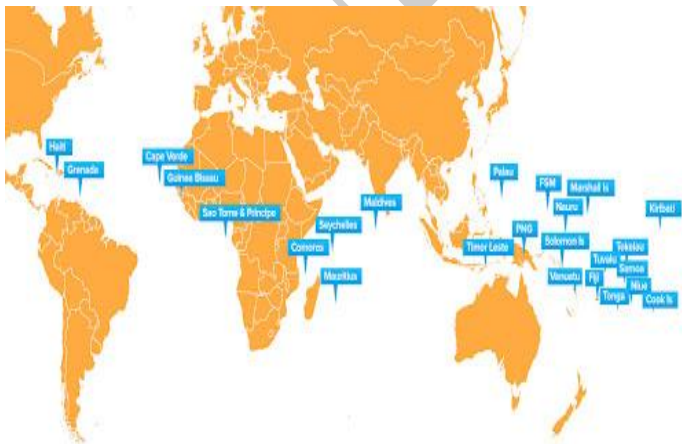 Haiti
Grenada
Cape Verde
Guinea Bissau
Sao Tome & Principe
Seychelles
Comoros
Mauritius
Maldives
Palau
FSM
Marshall Is
Nauru
Kiribati
PNG
Timor Leste
Solomon Is
Tokelau
Tuvalu
Samoa
Vanuatu
Fiji
Niue
Tonga
Cook Is